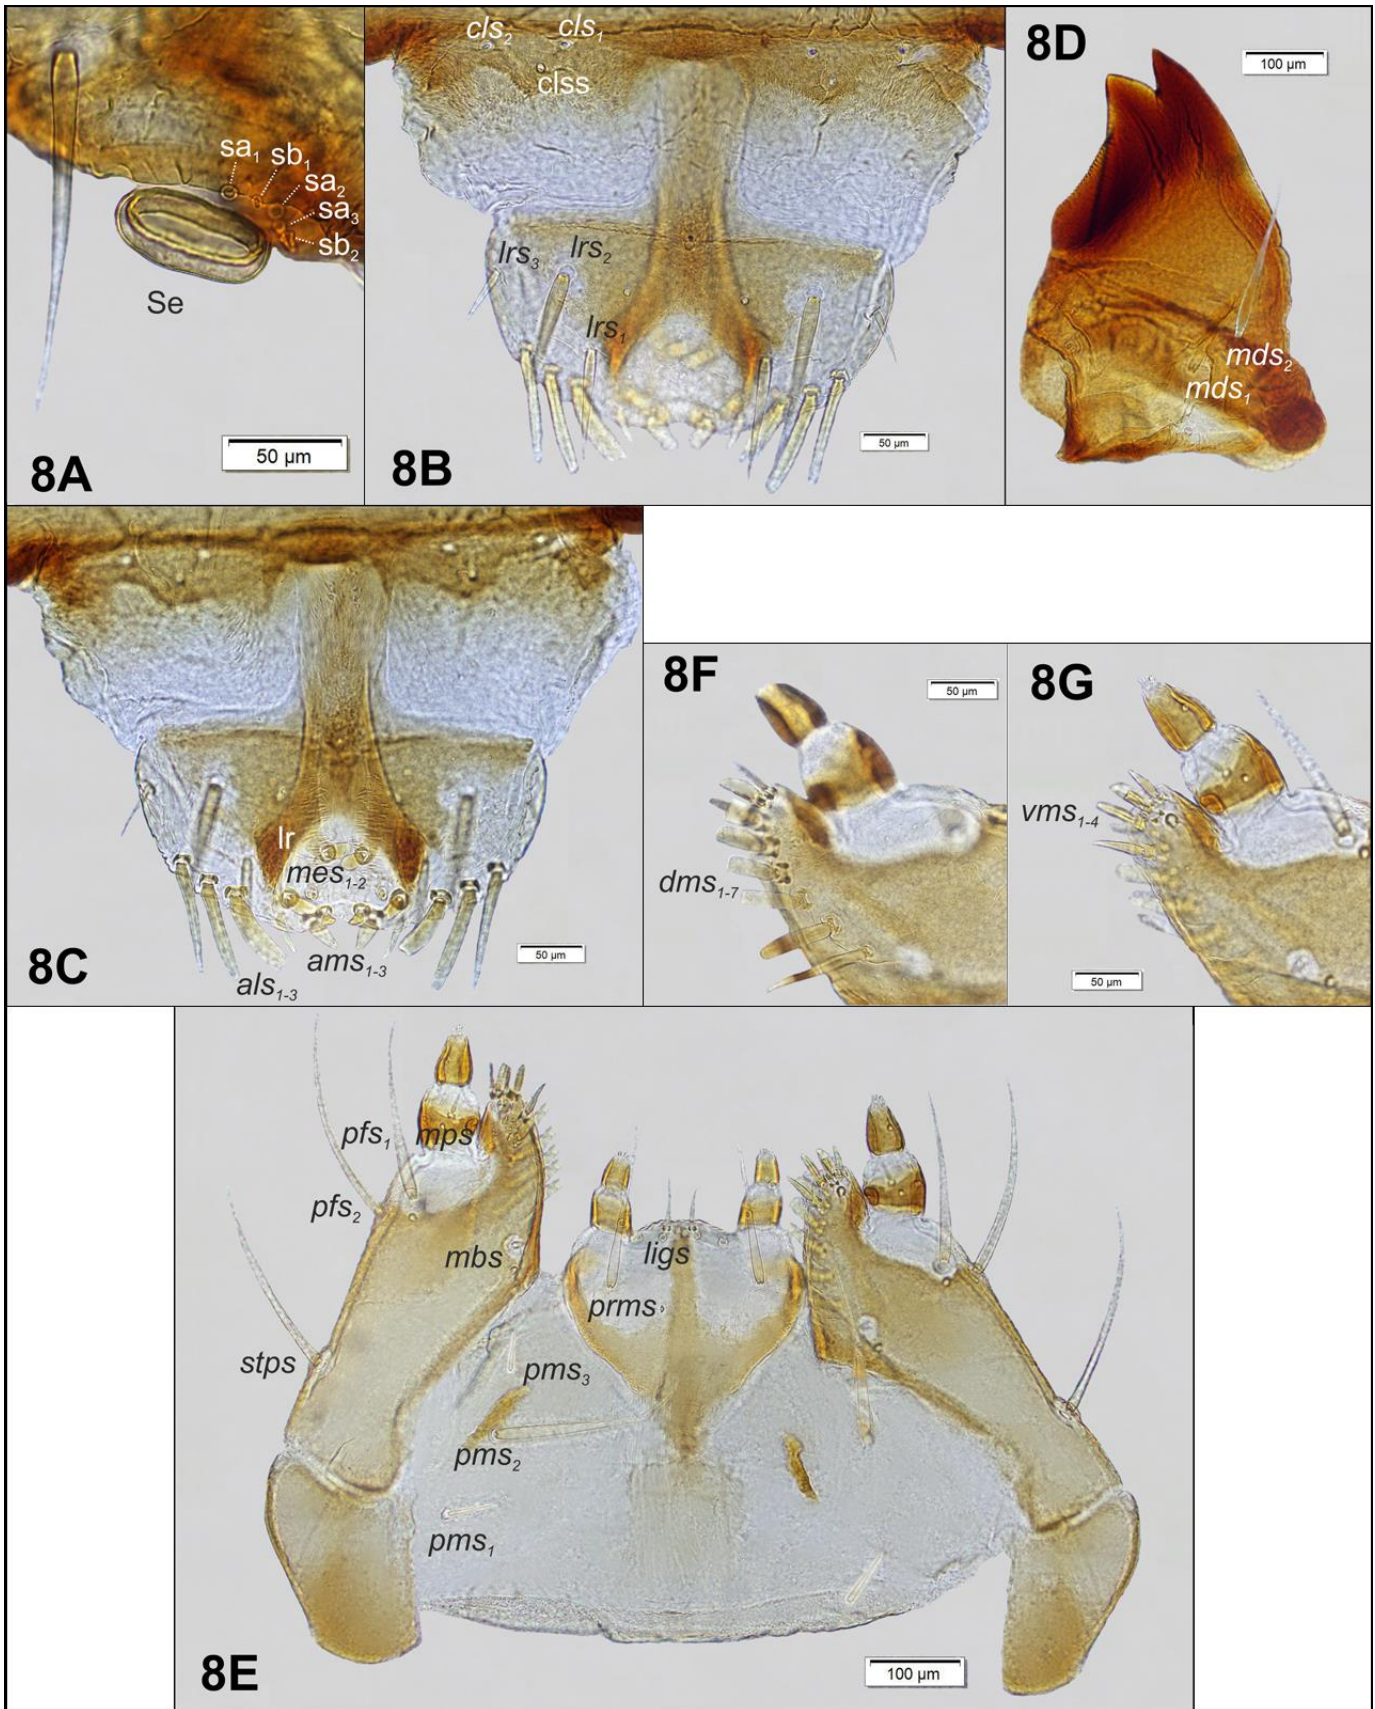 sa₁
sb₁
sa₂
sa₃
sb₂
Se
50 µm
8A
cls₂
cls₁
clss
lrs₃
lrs₂
lrs₁
50 µm
8B
8D
100 µm
mds₂
mds₁
lr
mes₁₋₂
ams₁₋₃
als₁₋₃
50 µm
8C
8F
50 µm
dms₁₋₇
8G
vms₁₋₄
50 µm
pfs₁
mps
pfs₂
mbs
ligs
prms
stps
pms₃
pms₂
pms₁
8E
100 µm